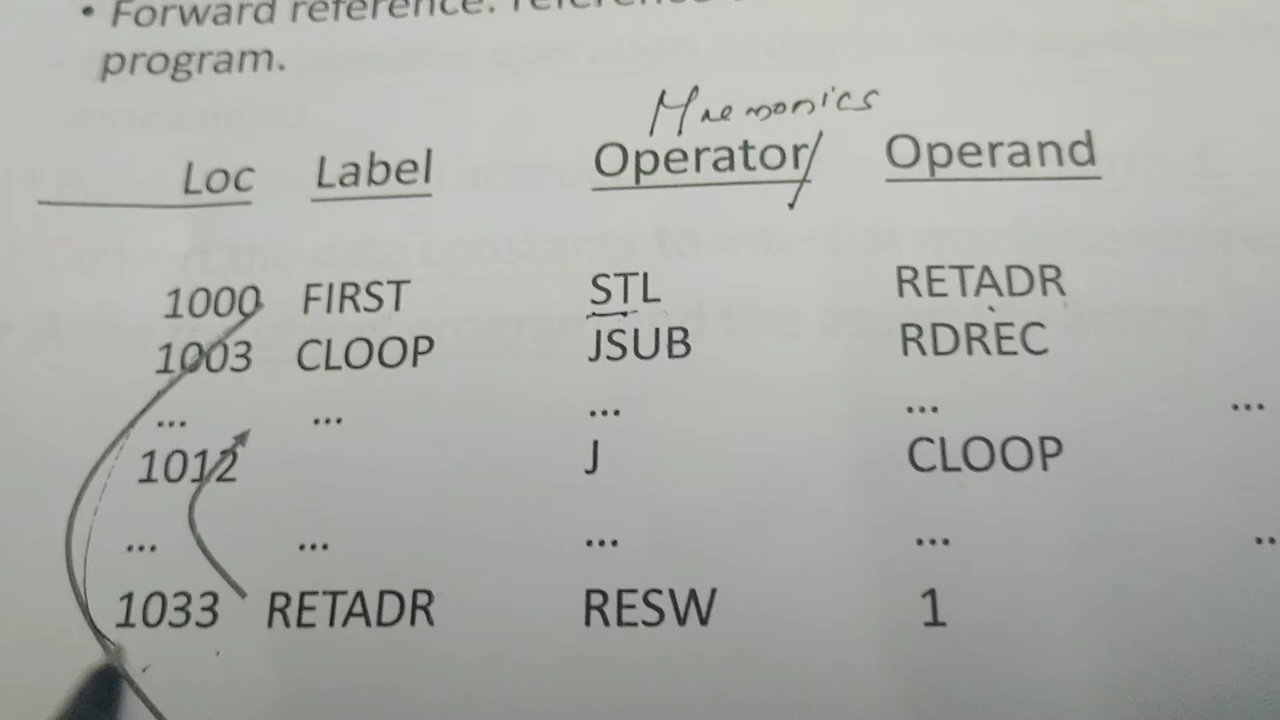 • Forward reference: reference
program.
Mnemonics
Loc Label Operator/ Operand
1000 FIRST STL RETADR
1003 CLOOP JSUB RDREC
... ... ... ... ...
1012 J CLOOP
... ... ... ... ..
1033 RETADR RESW 1